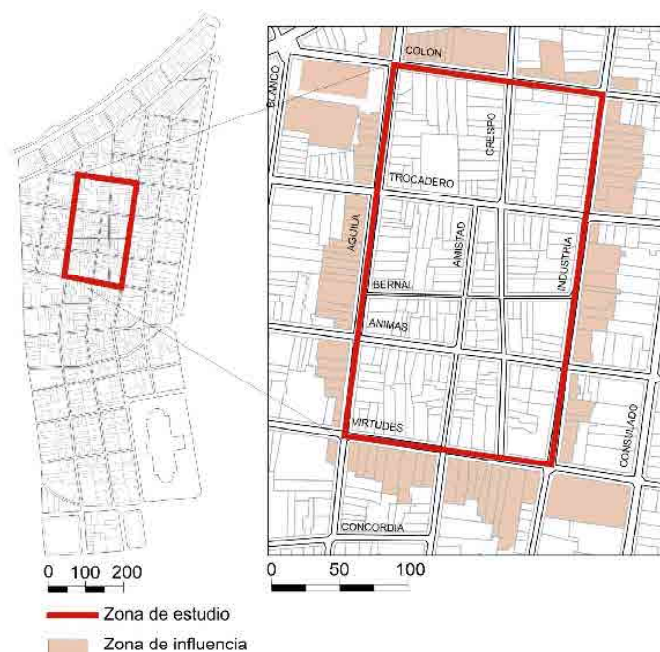 COLON
BLANCO
CRESPO
TROCADERO
AGUILA
AMISTAD
INDUSTRIA
BERNAL
ANIMAS
VIRTUDES
CONSULADO
CONCORDIA
0 100 200
0 50 100
Zona de estudio
Zona de influencia